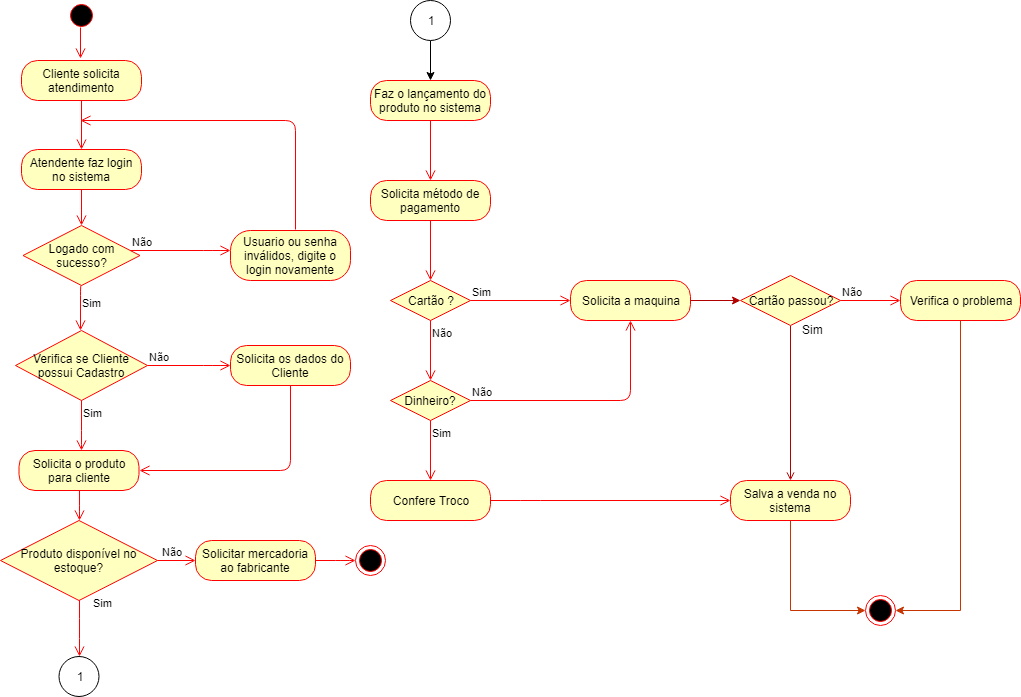 Cliente solicita
atendimento
Atendente faz login
no sistema
Logado com
sucesso?
Não
Usuario ou senha
inválidos, digite o
login novamente
Sim
Verifica se Cliente
possui Cadastro
Não
Solicita os dados do
Cliente
Sim
Solicita o produto
para cliente
Produto disponível no
estoque?
Não
Solicitar mercadoria
ao fabricante
Sim
1
1
Faz o lançamento do
produto no sistema
Solicita método de
pagamento
Cartão ?
Sim
Solicita a maquina
Cartão passou?
Não
Verifica o problema
Sim
Não
Dinheiro?
Não
Sim
Confere Troco
Salva a venda no
sistema